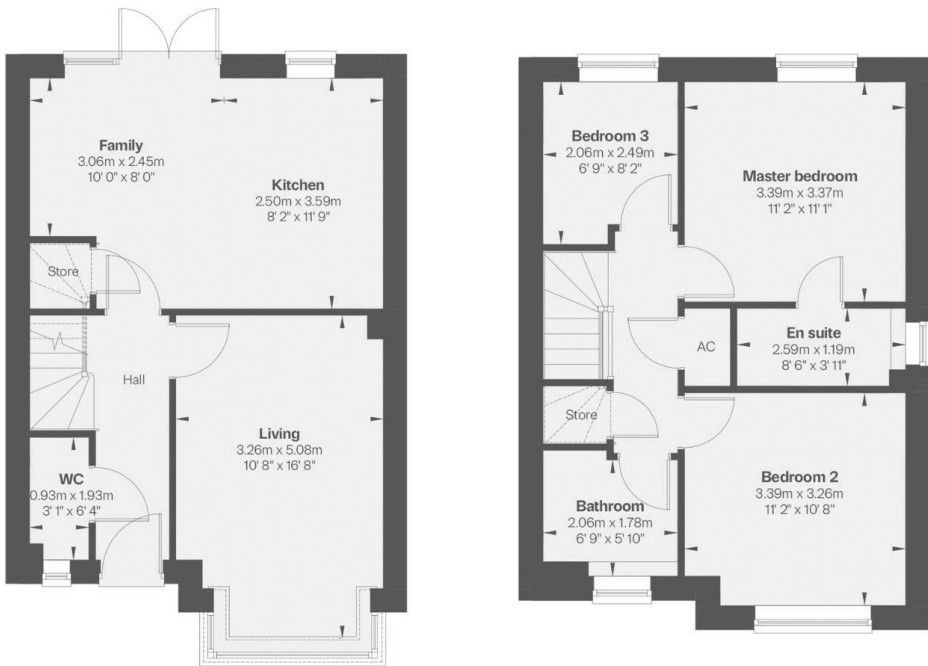 Family
3.06m x 2.45m
10' 0" x 8' 0"
Kitchen
2.50m x 3.59m
8' 2" x 11' 9"
Store
Hall
Living
3.26m x 5.08m
10' 8" x 16' 8"
WC
0.93m x 1.93m
3' 1" x 6' 4"
Bedroom 3
2.06m x 2.49m
6' 9" x 8' 2"
Master bedroom
3.39m x 3.37m
11' 2" x 11' 1"
AC
En suite
2.59m x 1.19m
8' 6" x 3' 11"
Store
Bathroom
2.06m x 1.78m
6' 9" x 5' 10"
Bedroom 2
3.39m x 3.26m
11' 2" x 10' 8"